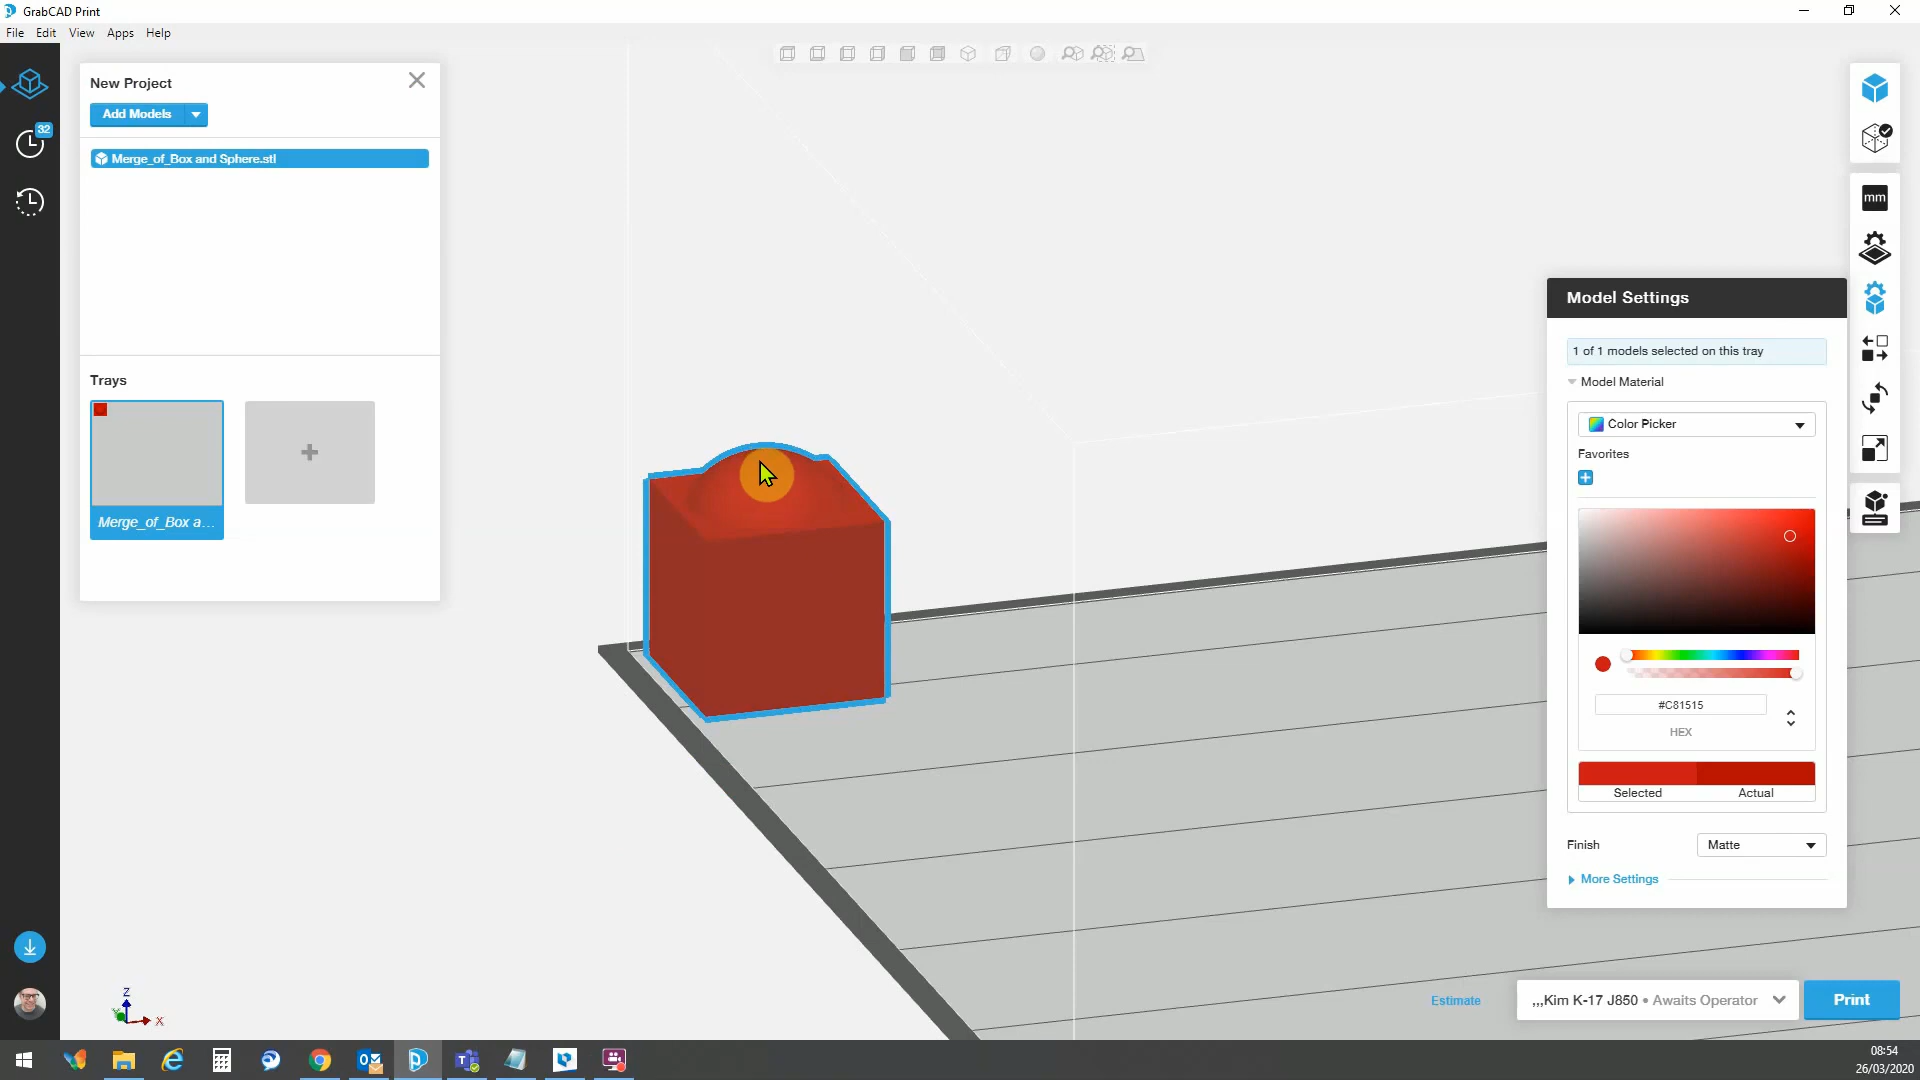 GrabCAD Print
File Edit View Apps Help
New Project
Add Models
Merge_of_Box and Sphere.stl
32
Trays
Merge_of_Box a...
mm
Model Settings
1 of 1 models selected on this tray
Model Material
Color Picker
Favorites
#C81515
HEX
Selected Actual
Finish Matte
More Settings
Z
Y X
Estimate ,,,Kim K-17 J850 • Awaits Operator Print
08:54
26/03/2020